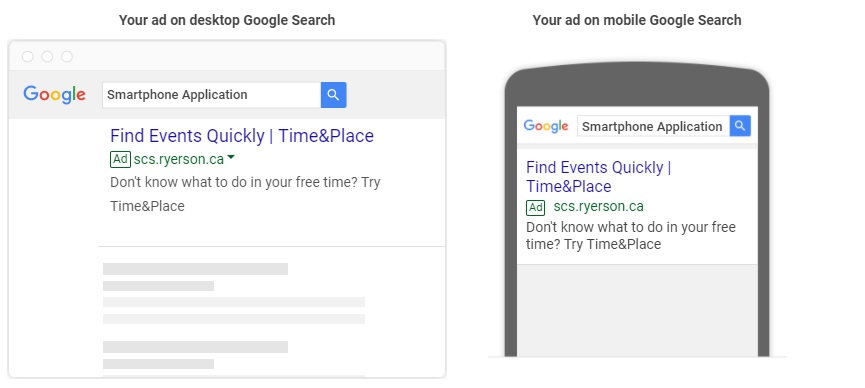 Your ad on desktop Google Search
Google
Smartphone Application
Find Events Quickly | Time&Place
Ad scs.ryerson.ca
Don't know what to do in your free time? Try
Time&Place
Your ad on mobile Google Search
Google
Smartphone Application
Find Events Quickly |
Time&Place
Ad scs.ryerson.ca
Don't know what to do in your free
time? Try Time&Place